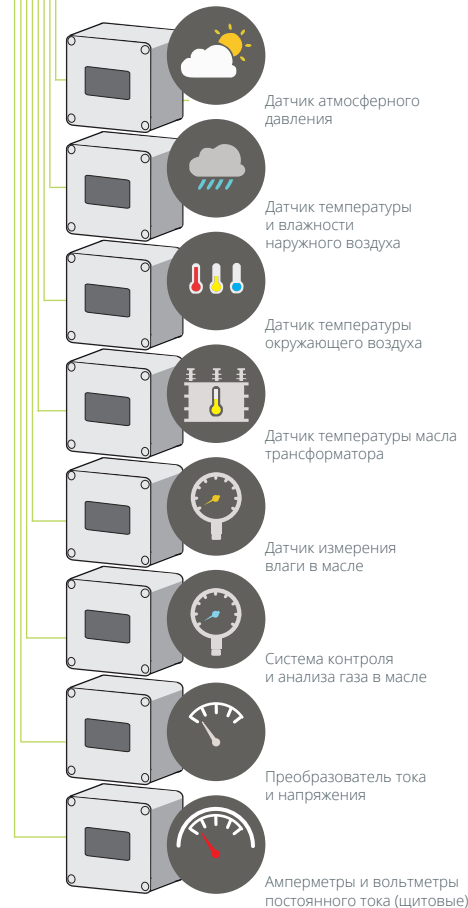 Датчик атмосферного
давления
Датчик температуры
и влажности
наружного воздуха
Датчик температуры
окружающего воздуха
Датчик температуры масла
трансформатора
Датчик измерения
влаги в масле
Система контроля
и анализа газа в масле
Преобразователь тока
и напряжения
Амперметры и вольтметры
постоянного тока (щитовые)